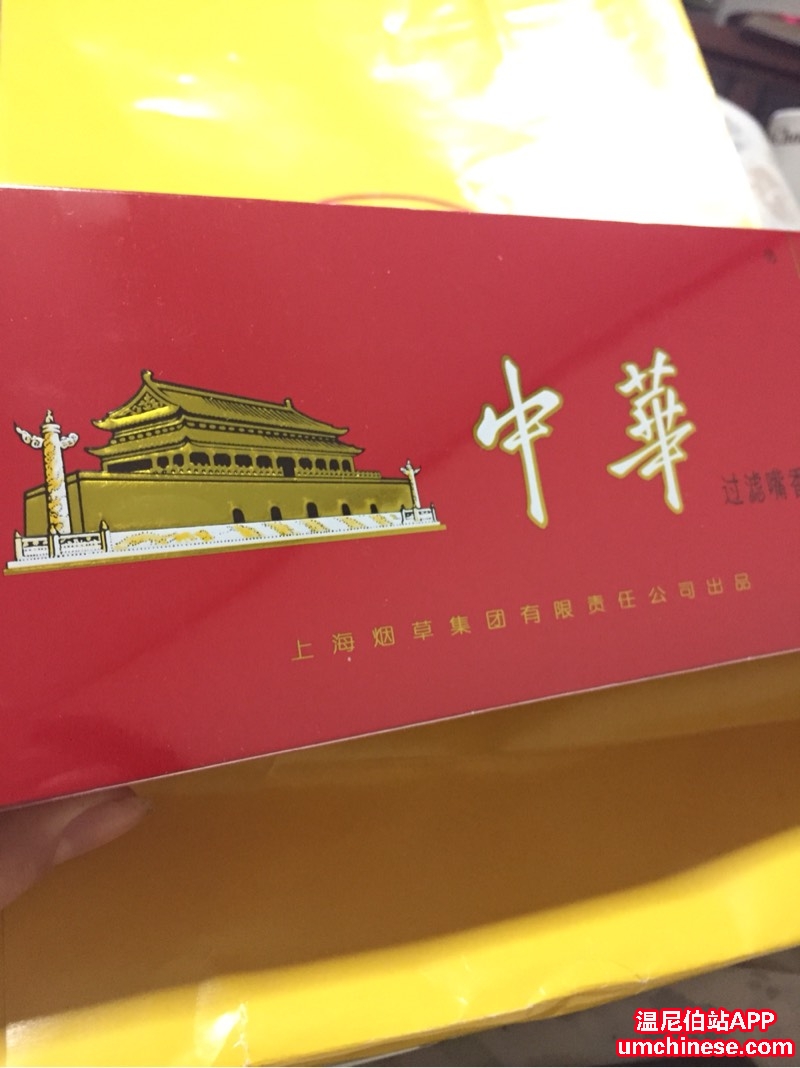 中華
过滤嘴香
上海烟草集团有限责任公司出品
温尼伯站APP
umchinese.com